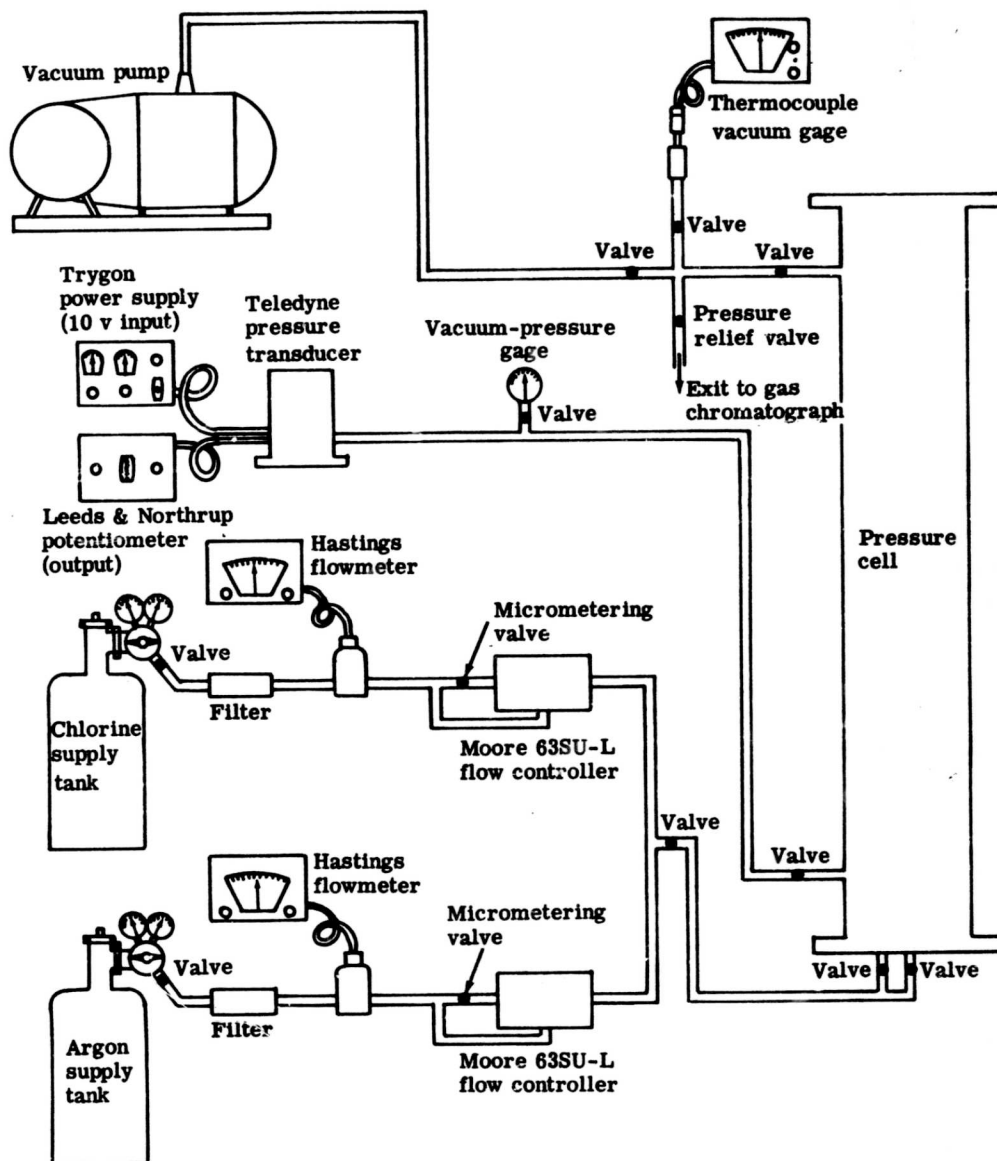 Vacuum pump
Thermocouple
vacuum gage
Valve
Valve
Valve
Pressure
relief valve
Exit to gas
chromatograph
Trygon
power supply
(10 v input)
Teledyne
pressure
transducer
Vacuum-pressure
gage
Valve
Leeds & Northrup
potentiometer
(output)
Pressure
cell
Hastings
flowmeter
Micrometering
valve
Valve
Filter
Chlorine
supply
tank
Moore 63SU-L
flow controller
Valve
Valve
Hastings
flowmeter
Micrometering
valve
Valve
Filter
Argon
supply
tank
Moore 63SU-L
flow controller
Valve
Valve